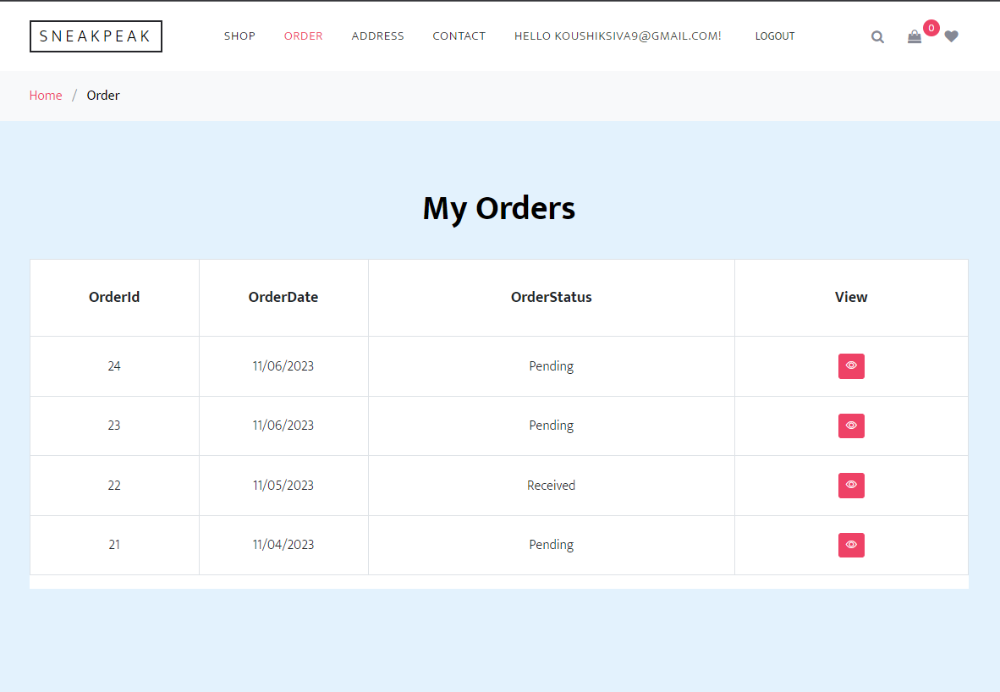 SNEAKPEAK SHOP ORDER ADDRESS CONTACT HELLO KOUSHIKSIVA9@GMAIL.COM! LOGOUT 0
Home / Order
My Orders
OrderId OrderDate OrderStatus View
24 11/06/2023 Pending
23 11/06/2023 Pending
22 11/05/2023 Received
21 11/04/2023 Pending